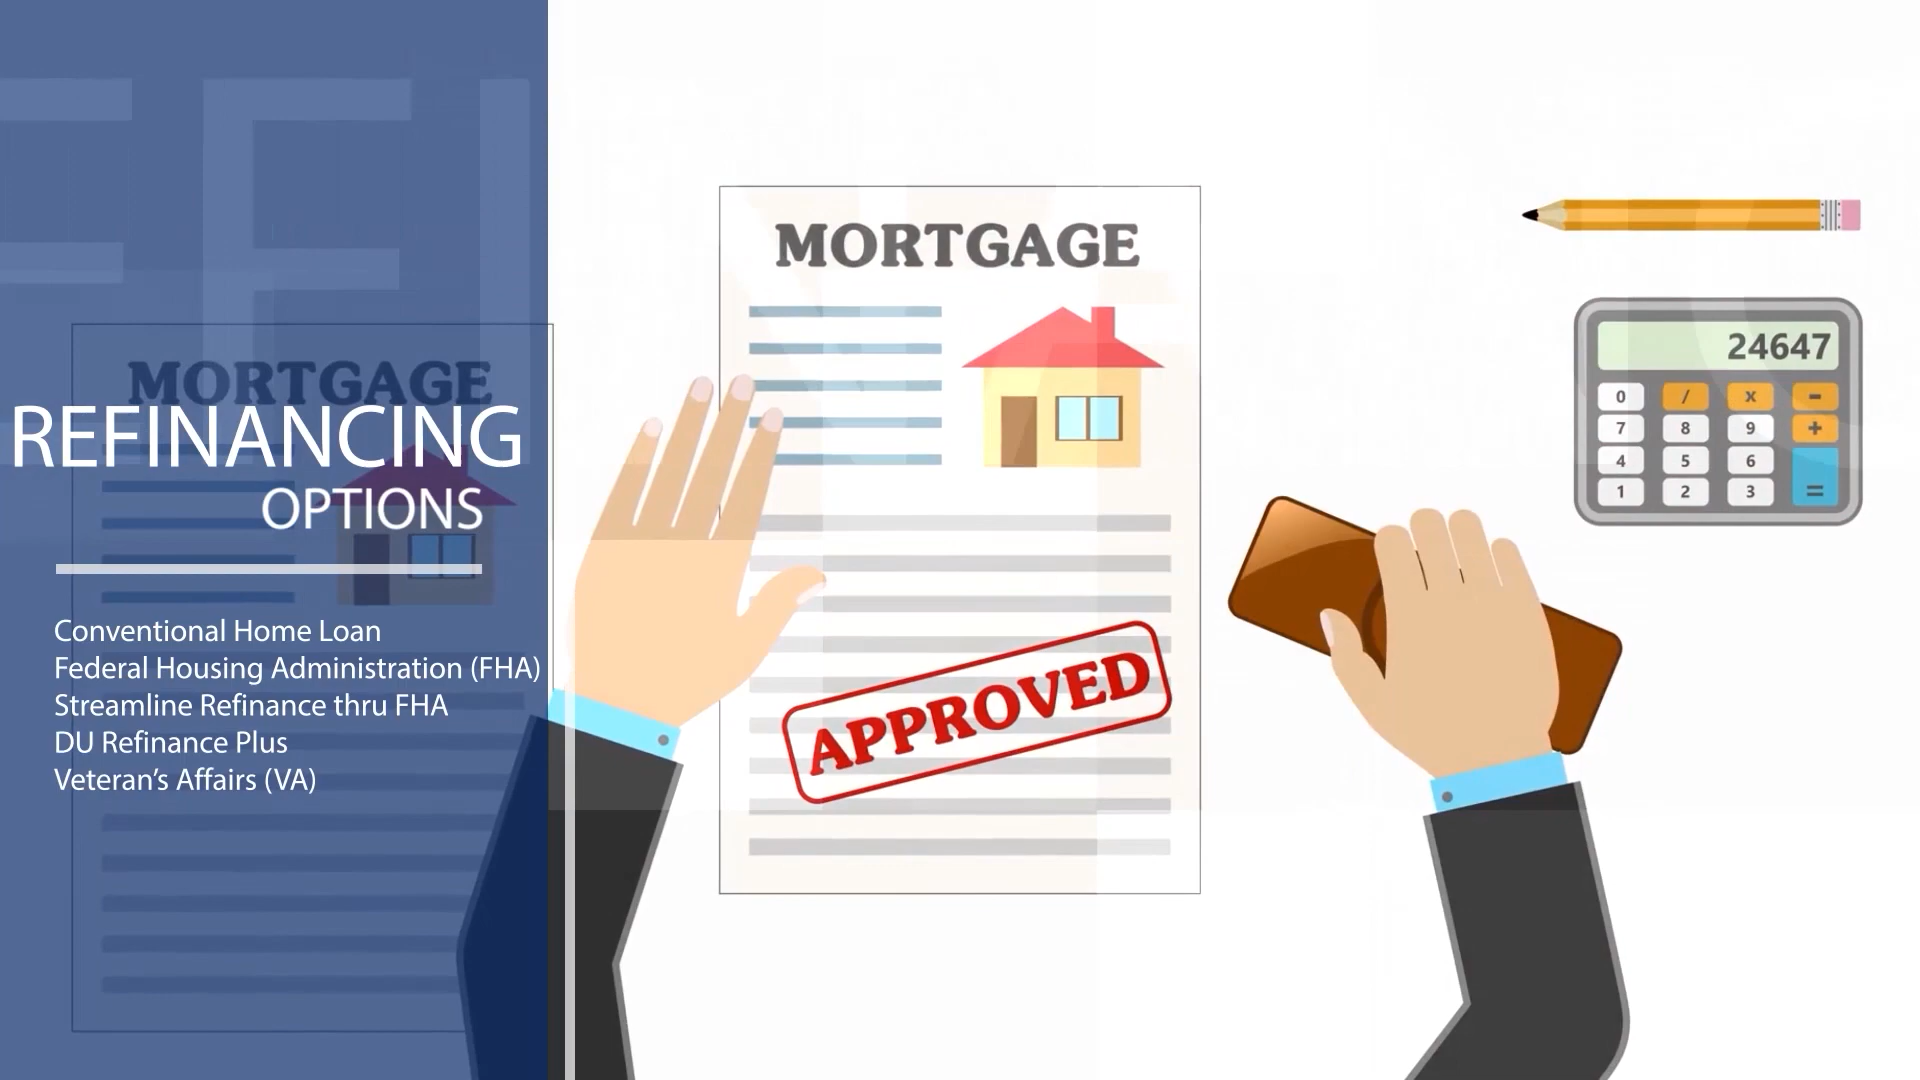 REFINANCING
OPTIONS
Conventional Home Loan
Federal Housing Administration (FHA)
Streamline Refinance thru FHA
DU Refinance Plus
Veteran’s Affairs (VA)
MORTGAGE
MORTGAGE
APPROVED
24647
0 / x -
7 8 9 +
4 5 6
1 2 3 =